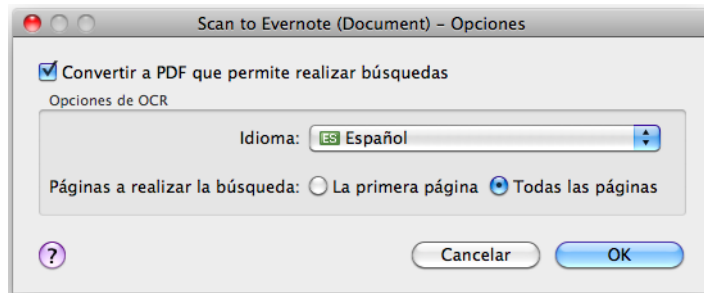 Scan to Evernote (Document) – Opciones
Convertir a PDF que permite realizar búsquedas
Opciones de OCR
Idioma: ES Español
Páginas a realizar la búsqueda: La primera página Todas las páginas
? Cancelar OK